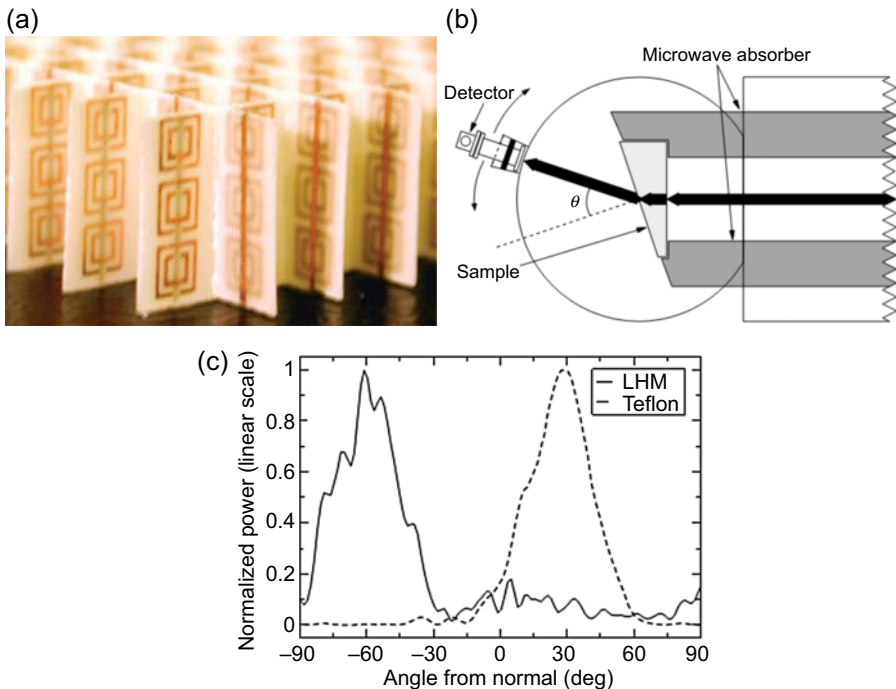 (a)
(b)
Microwave absorber
Detector
θ
Sample
(c)
Normalized power (linear scale)
1
0.8
0.6
0.4
0.2
0
LHM
Teflon
–90 –60 –30 0 30 60 90
Angle from normal (deg)